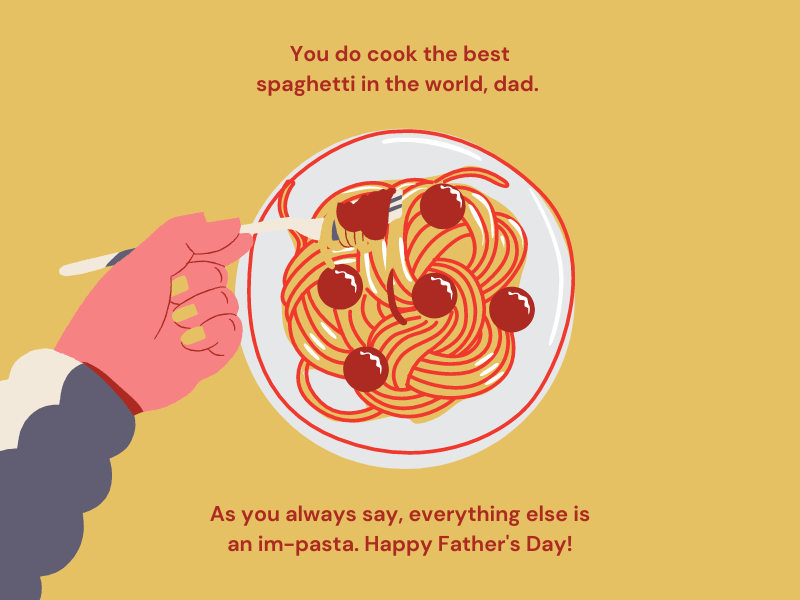 You do cook the best
spaghetti in the world, dad.
As you always say, everything else is
an im-pasta. Happy Father's Day!